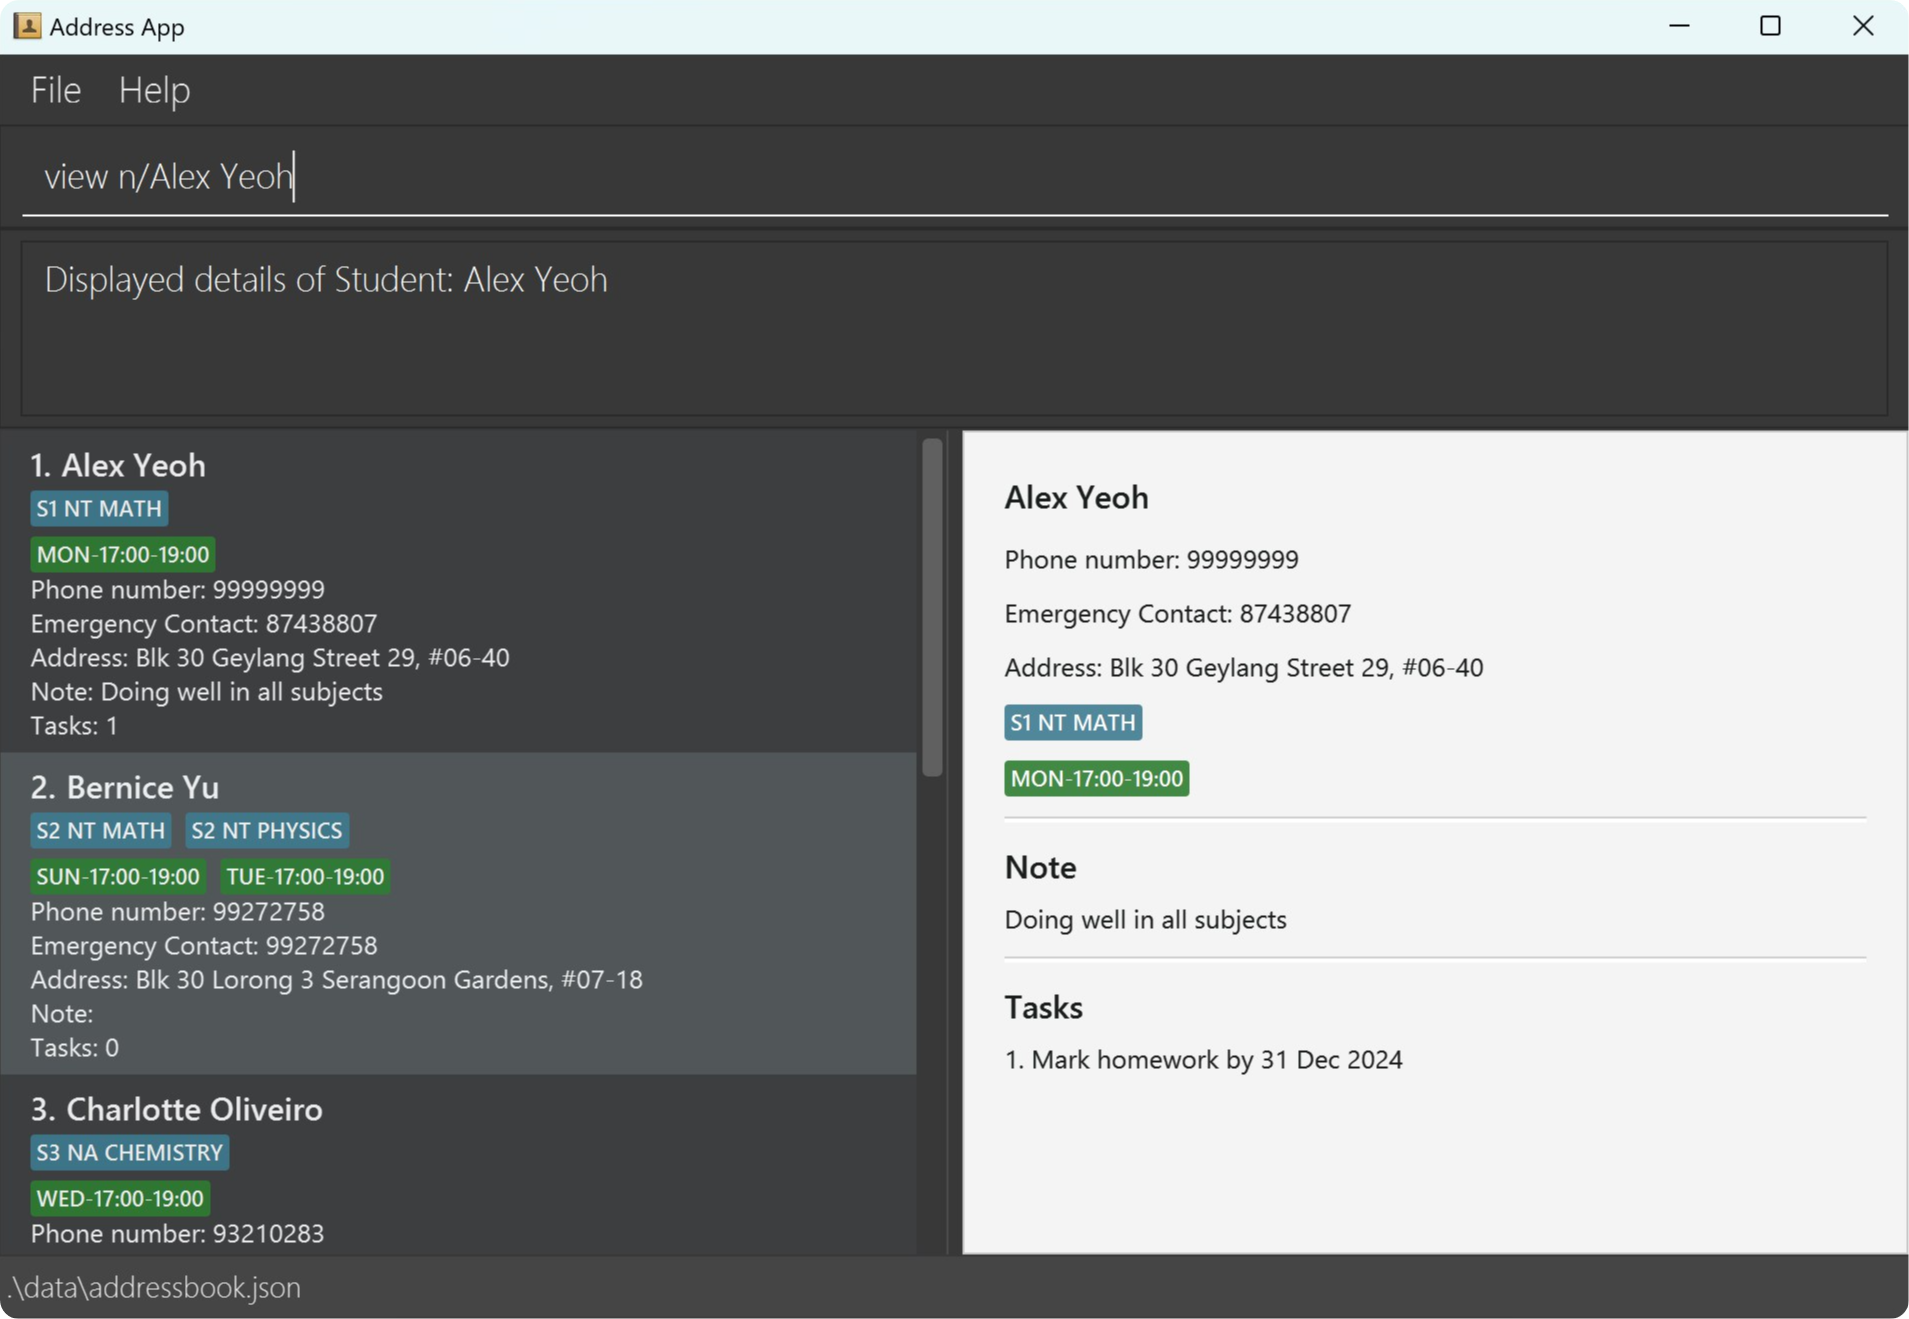 Address App
File Help
view n/Alex Yeoh
Displayed details of Student: Alex Yeoh
1. Alex Yeoh
S1 NT MATH
MON-17:00-19:00
Phone number: 99999999
Emergency Contact: 87438807
Address: Blk 30 Geylang Street 29, #06-40
Note: Doing well in all subjects
Tasks: 1
2. Bernice Yu
S2 NT MATH S2 NT PHYSICS
SUN-17:00-19:00 TUE-17:00-19:00
Phone number: 99272758
Emergency Contact: 99272758
Address: Blk 30 Lorong 3 Serangoon Gardens, #07-18
Note:
Tasks: 0
3. Charlotte Oliveiro
S3 NA CHEMISTRY
WED-17:00-19:00
Phone number: 93210283
Alex Yeoh
Phone number: 99999999
Emergency Contact: 87438807
Address: Blk 30 Geylang Street 29, #06-40
S1 NT MATH
MON-17:00-19:00
Note
Doing well in all subjects
Tasks
1. Mark homework by 31 Dec 2024
.\data\addressbook.json